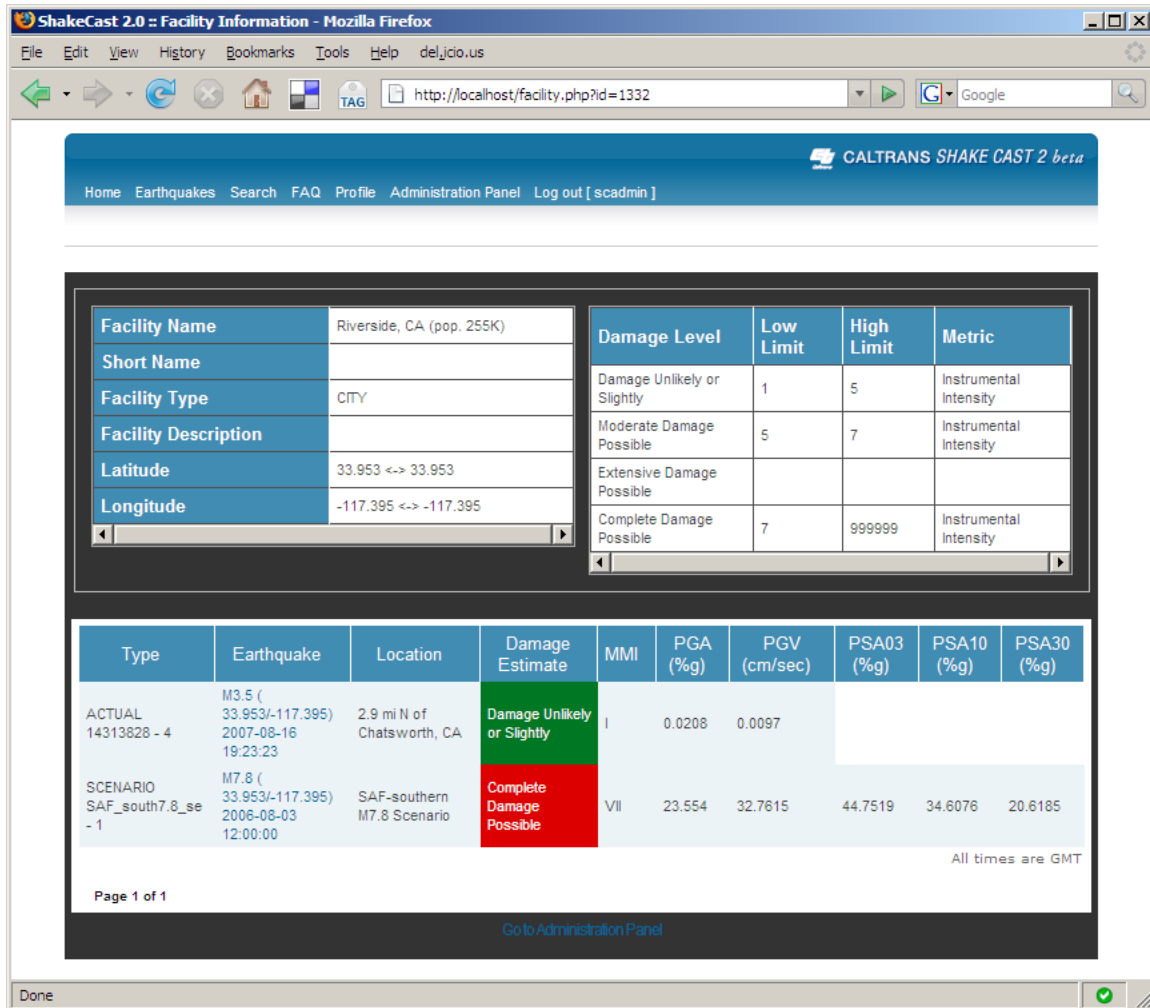 ShakeCast 2.0 :: Facility Information - Mozilla Firefox
File Edit View History Bookmarks Tools Help del.icio.us
TAG http://localhost/facility.php?id=1332 G Google
CALTRANS SHAKE CAST 2 beta
Home Earthquakes Search FAQ Profile Administration Panel Log out [ scadmin ]
Facility Name Riverside, CA (pop. 255K)
Short Name
Facility Type CITY
Facility Description
Latitude 33.953 <-> 33.953
Longitude -117.395 <-> -117.395
Damage Level Low Limit High Limit Metric
Damage Unlikely or Slightly 1 5 Instrumental Intensity
Moderate Damage Possible 5 7 Instrumental Intensity
Extensive Damage Possible
Complete Damage Possible 7 999999 Instrumental Intensity
Type Earthquake Location Damage Estimate MMI PGA (%g) PGV (cm/sec) PSA03 (%g) PSA10 (%g) PSA30 (%g)
ACTUAL 14313828 - 4 M3.5 ( 33.953/-117.395) 2007-08-16 19:23:23 2.9 mi N of Chatsworth, CA Damage Unlikely or Slightly I 0.0208 0.0097
SCENARIO SAF_south7.8_se - 1 M7.8 ( 33.953/-117.395) 2006-08-03 12:00:00 SAF-southern M7.8 Scenario Complete Damage Possible VII 23.554 32.7615 44.7519 34.6076 20.6185
All times are GMT
Page 1 of 1
Go to Administration Panel
Done